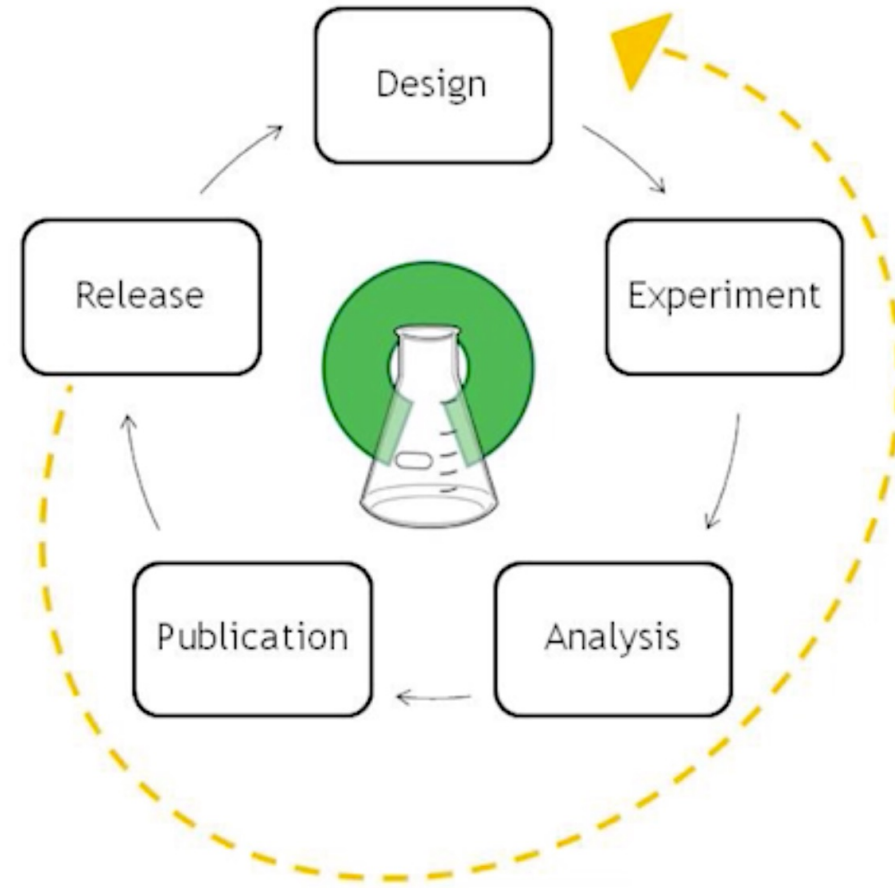 Design
Release
Experiment
Publication
Analysis